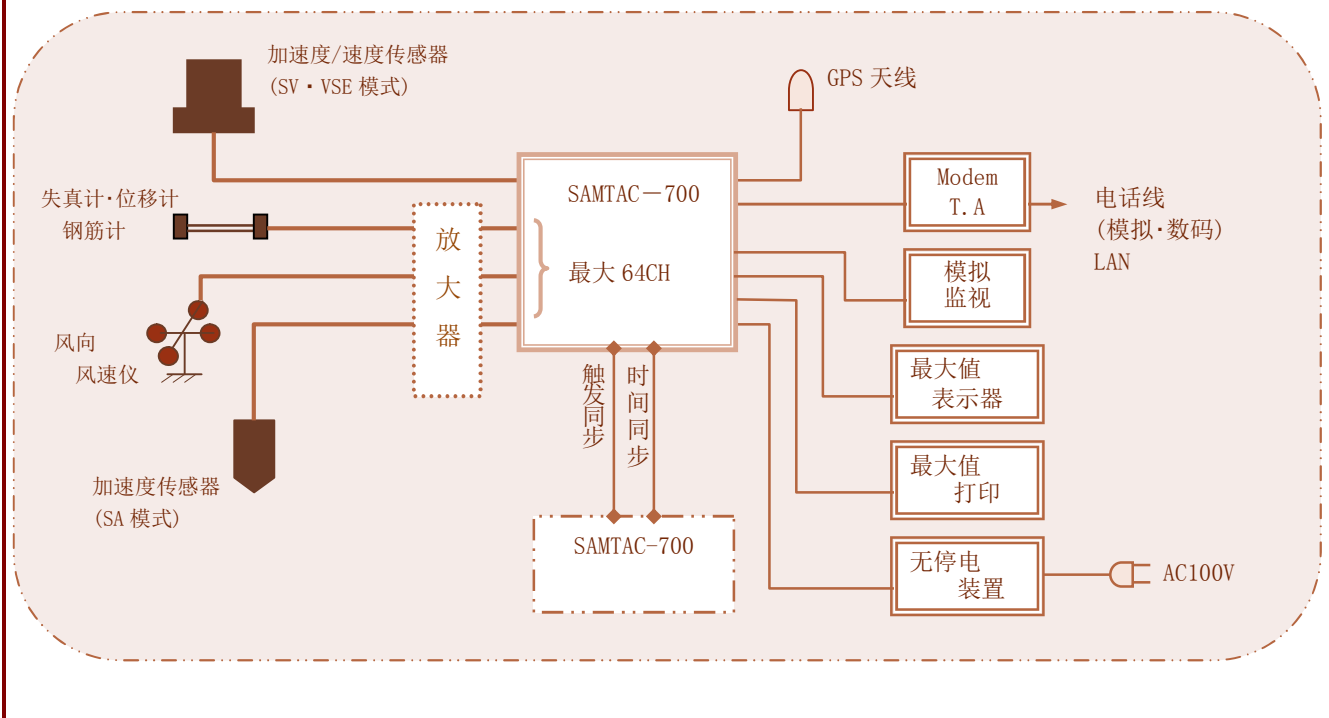 加速度/速度传感器
(SV・VSE 模式)
失真计·位移计
钢筋计
风向
风速仪
加速度传感器
(SA 模式)
放大器
SAMTAC－700
最大 64CH
触发同步
时间同步
SAMTAC-700
GPS 天线
Modem
T.A
电话线
(模拟·数码)
LAN
模拟
监视
最大値
表示器
最大值
打印
无停电
装置
AC100V